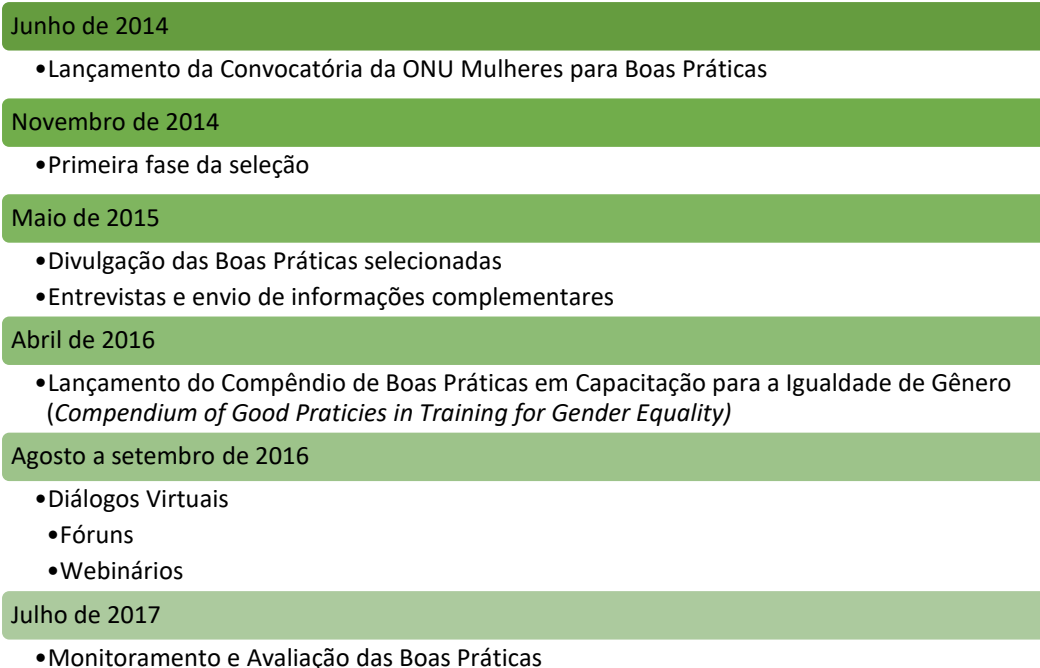 Junho de 2014
•Lançamento da Convocatória da ONU Mulheres para Boas Práticas
Novembro de 2014
•Primeira fase da seleção
Maio de 2015
•Divulgação das Boas Práticas selecionadas
•Entrevistas e envio de informações complementares
Abril de 2016
•Lançamento do Compêndio de Boas Práticas em Capacitação para a Igualdade de Gênero
(Compendium of Good Praticies in Training for Gender Equality)
Agosto a setembro de 2016
•Diálogos Virtuais
•Fóruns
•Webinários
Julho de 2017
•Monitoramento e Avaliação das Boas Práticas